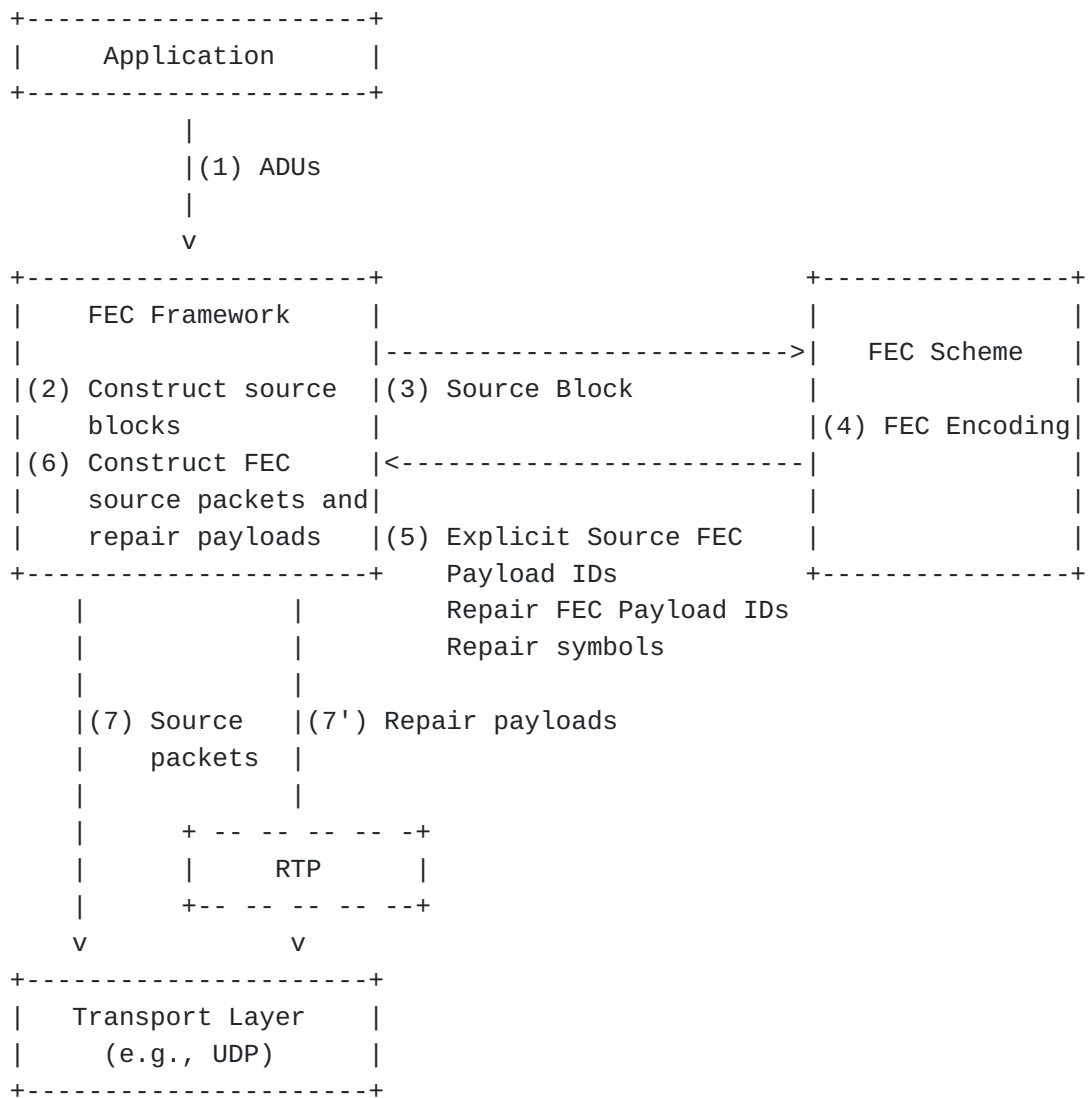 Application
(1) ADUs
FEC Framework
FEC Scheme
(2) Construct source
(3) Source Block
blocks
(4) FEC Encoding
(6) Construct FEC
source packets and
repair payloads
(5) Explicit Source FEC
Payload IDs
Repair FEC Payload IDs
Repair symbols
(7) Source
(7') Repair payloads
packets
RTP
Transport Layer
(e.g., UDP)